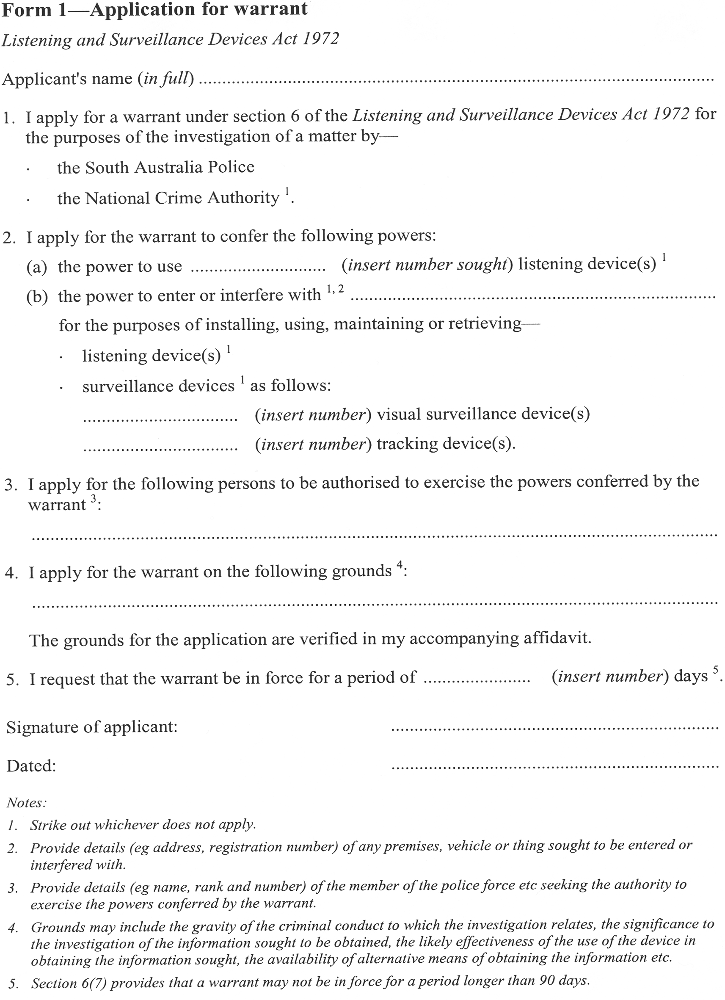 Form 1—Application for warrant
Listening and Surveillance Devices Act 1972
Applicant's name (in full) ................................................................................................................
1. I apply for a warrant under section 6 of the Listening and Surveillance Devices Act 1972 for
the purposes of the investigation of a matter by—
· the South Australia Police
· the National Crime Authority 1.
2. I apply for the warrant to confer the following powers:
(a) the power to use ............................. (insert number sought) listening device(s) 1
(b) the power to enter or interfere with 1, 2 ...............................................................................
for the purposes of installing, using, maintaining or retrieving—
· listening device(s) 1
· surveillance devices 1 as follows:
................................. (insert number) visual surveillance device(s)
................................. (insert number) tracking device(s).
3. I apply for the following persons to be authorised to exercise the powers conferred by the
warrant 3:
....................................................................................................................................................
4. I apply for the warrant on the following grounds 4:
....................................................................................................................................................
The grounds for the application are verified in my accompanying affidavit.
5. I request that the warrant be in force for a period of ....................... (insert number) days 5.
Signature of applicant: ......................................................................
Dated: ......................................................................
Notes:
1. Strike out whichever does not apply.
2. Provide details (eg address, registration number) of any premises, vehicle or thing sought to be entered or
interfered with.
3. Provide details (eg name, rank and number) of the member of the police force etc seeking the authority to
exercise the powers conferred by the warrant.
4. Grounds may include the gravity of the criminal conduct to which the investigation relates, the significance to
the investigation of the information sought to be obtained, the likely effectiveness of the use of the device in
obtaining the information sought, the availability of alternative means of obtaining the information etc.
5. Section 6(7) provides that a warrant may not be in force for a period longer than 90 days.